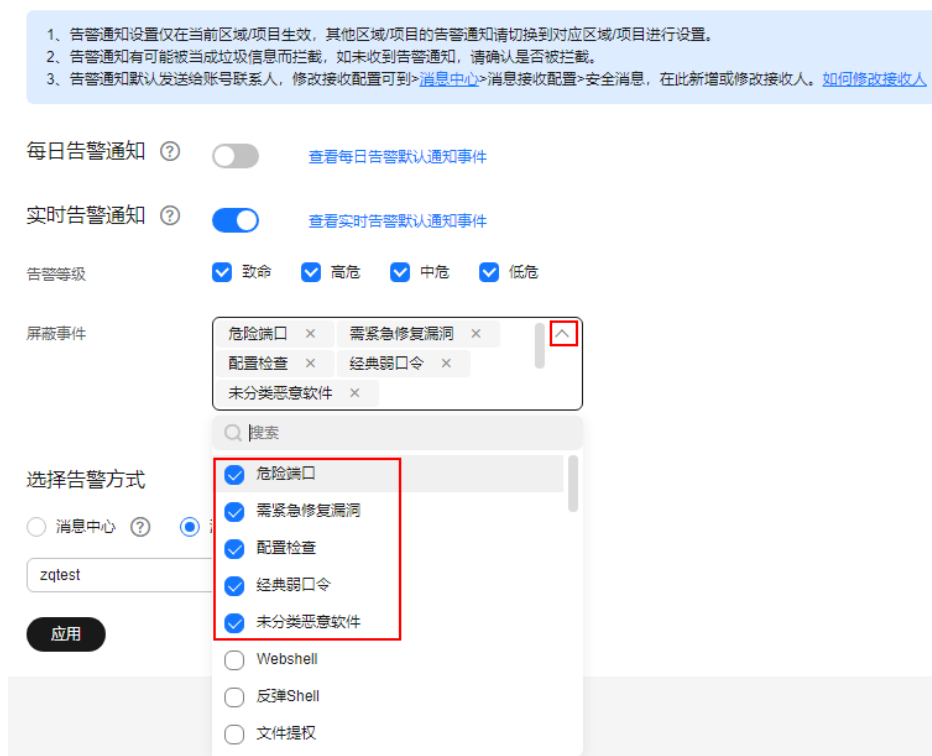 1、告警通知设置仅在当前区域/项目生效，其他区域/项目的告警通知请切换到对应区域/项目进行设置。
2、告警通知有可能被当成垃圾信息而拦截，如未收到告警通知，请确认是否被拦截。
3、告警通知默认发送给账号联系人，修改接收配置可到>消息中心>消息接收配置>安全消息，在此新增或修改接收人。如何修改接收人
每日告警通知 ? 查看每日告警默认通知事件
实时告警通知 ? 查看实时告警默认通知事件
告警等级 致命 高危 中危 低危
屏蔽事件 危险端口 × 需紧急修复漏洞 ×
配置检查 × 经典弱口令 ×
未分类恶意软件 ×
搜索
选择告警方式
消息中心 ?
zqtest
应用
危险端口
需紧急修复漏洞
配置检查
经典弱口令
未分类恶意软件
Webshell
反弹Shell
文件提权